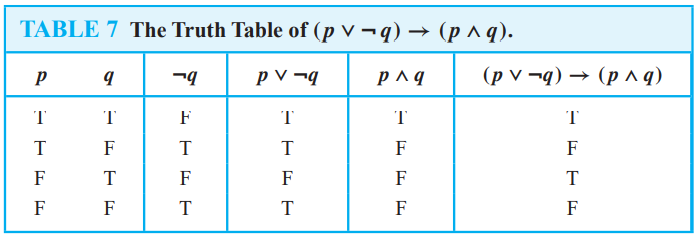 TABLE 7 The Truth Table of (p ∨ ¬ q) → (p ∧ q).
p q ¬q p ∨ ¬q p ∧ q (p ∨ ¬q) → (p ∧ q)
T T F T T T
T F T T F F
F T F F F T
F F T T F F